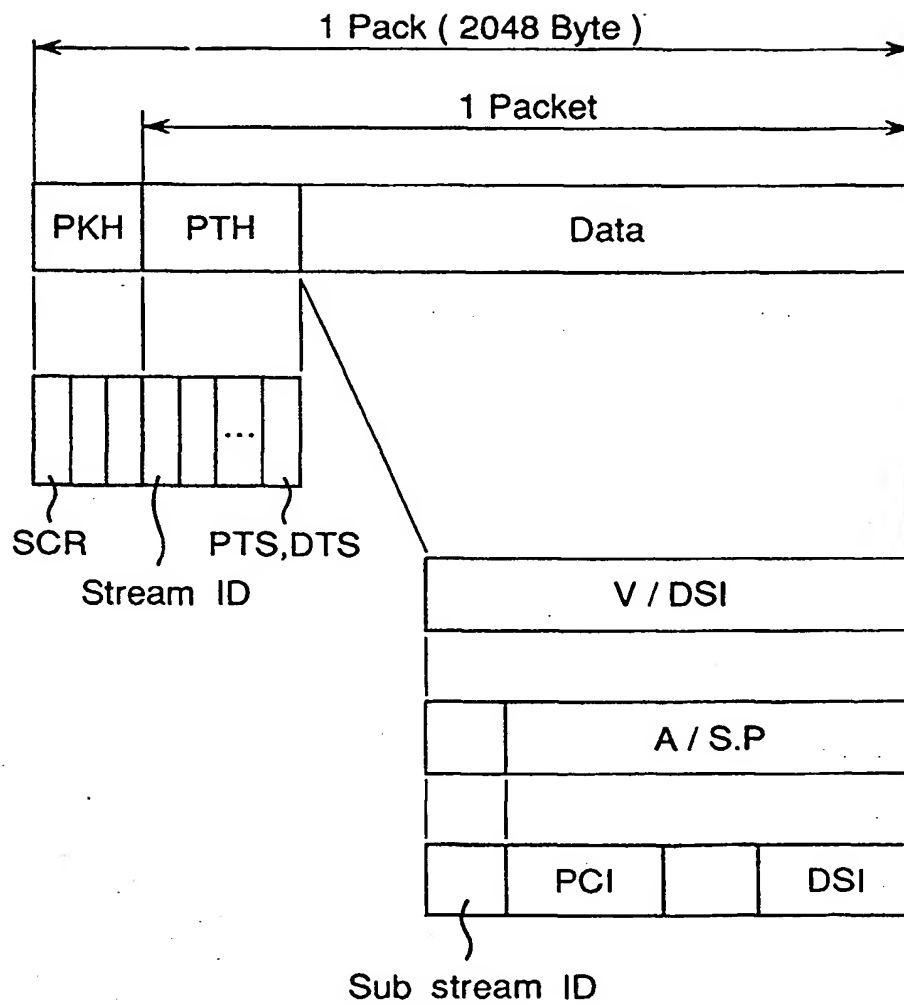 1 Pack ( 2048 Byte )
1 Packet
PKH PTH Data
...
SCR PTS,DTS
Stream ID
V / DSI
A / S.P
PCI DSI
Sub stream ID